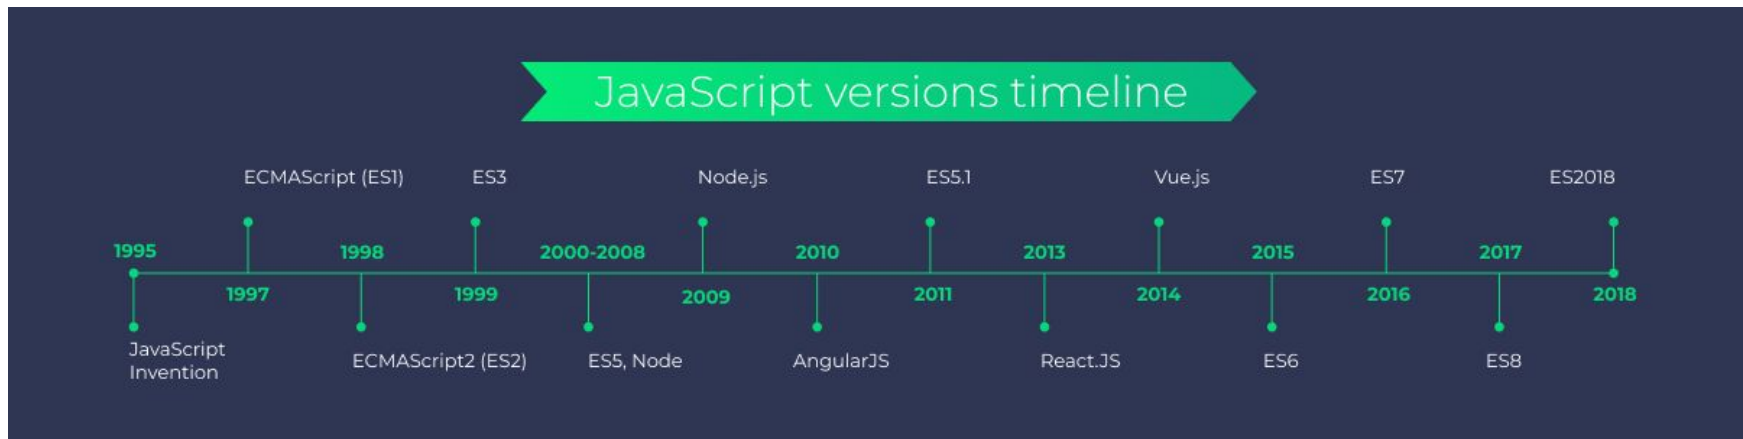 JavaScript versions timeline
ECMAScript (ES1)
ES3
Node.js
ES5.1
Vue.js
ES7
ES2018
1995
1998
2000-2008
2010
2013
2015
2017
1997
1999
2009
2011
2014
2016
2018
JavaScript
Invention
ECMAScript2 (ES2)
ES5, Node
AngularJS
React.JS
ES6
ES8